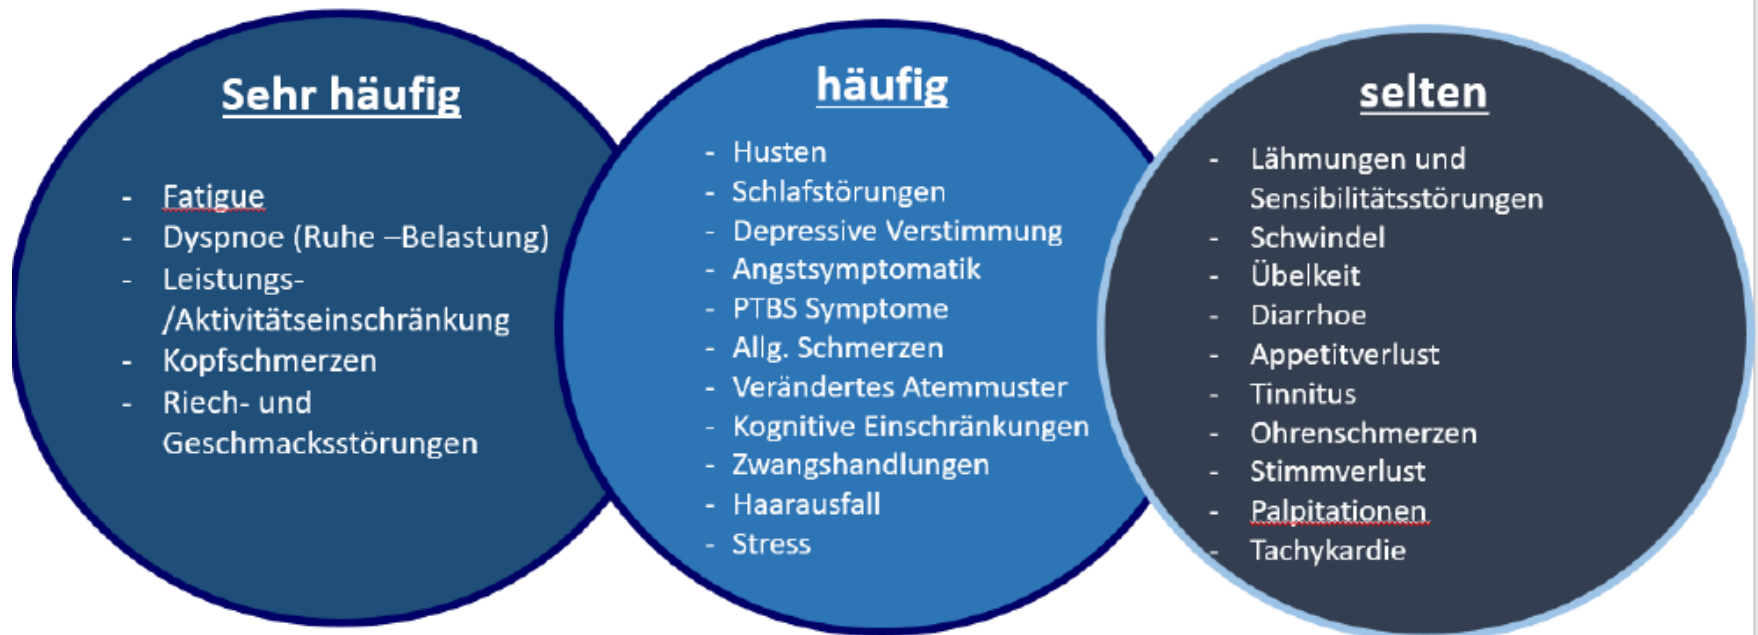 Sehr häufig
- Fatigue
- Dyspnoe (Ruhe –Belastung)
- Leistungs-
/Aktivitätseinschränkung
- Kopfschmerzen
- Riech- und
Geschmacksstörungen
häufig
- Husten
- Schlafstörungen
- Depressive Verstimmung
- Angstsymptomatik
- PTBS Symptome
- Allg. Schmerzen
- Verändertes Atemmuster
- Kognitive Einschränkungen
- Zwangshandlungen
- Haarausfall
- Stress
selten
- Lähmungen und
Sensibilitätsstörungen
- Schwindel
- Übelkeit
- Diarrhoe
- Appetitverlust
- Tinnitus
- Ohrenschmerzen
- Stimmverlust
- Palpitationen
- Tachykardie